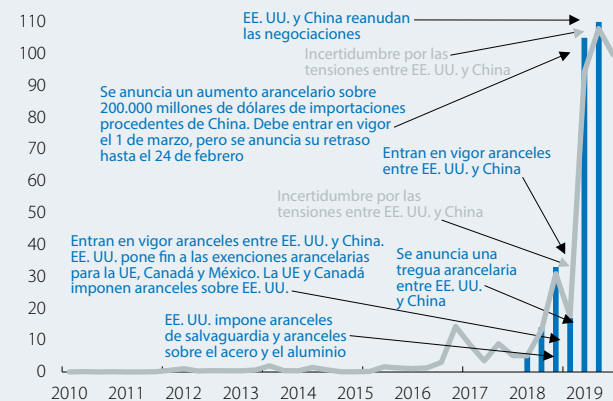 110
100
90
80
70
60
50
40
30
20
10
0
EE. UU. y China reanudan
las negociaciones
Incertidumbre por las
tensiones entre EE. UU. y China
Se anuncia un aumento arancelario sobre
200.000 millones de dólares de importaciones
procedentes de China. Debe entrar en vigor
el 1 de marzo, pero se anuncia su retraso
hasta el 24 de febrero
Entran en vigor aranceles
entre EE. UU. y China
Incertidumbre por las
tensiones entre EE. UU. y China
Entran en vigor aranceles entre EE. UU. y China.
EE. UU. pone fin a las exenciones arancelarias
para la UE, Canadá y México. La UE y Canadá
imponen aranceles sobre EE. UU.
Se anuncia una
tregua arancelaria
entre EE. UU.
y China
EE. UU. impone aranceles
de salvaguardia y aranceles
sobre el acero y el aluminio
2010 2011 2012 2013 2014 2015 2016 2017 2018 2019